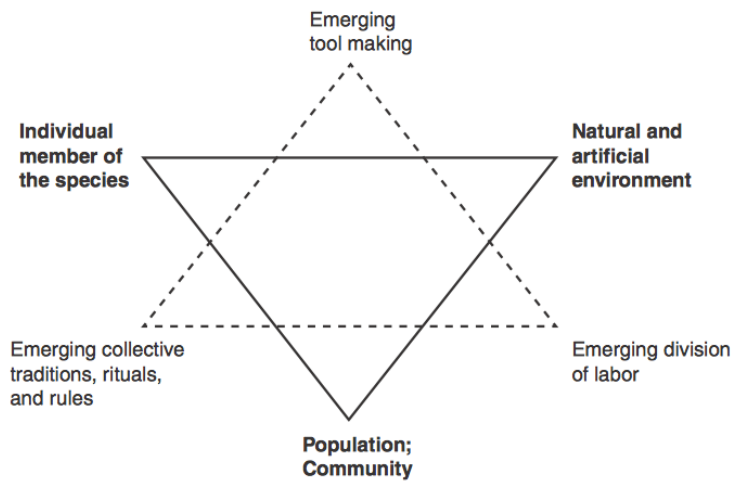 Emerging
tool making
Individual
member of
the species
Natural and
artificial
environment
Emerging collective
traditions, rituals,
and rules
Emerging division
of labor
Population;
Community